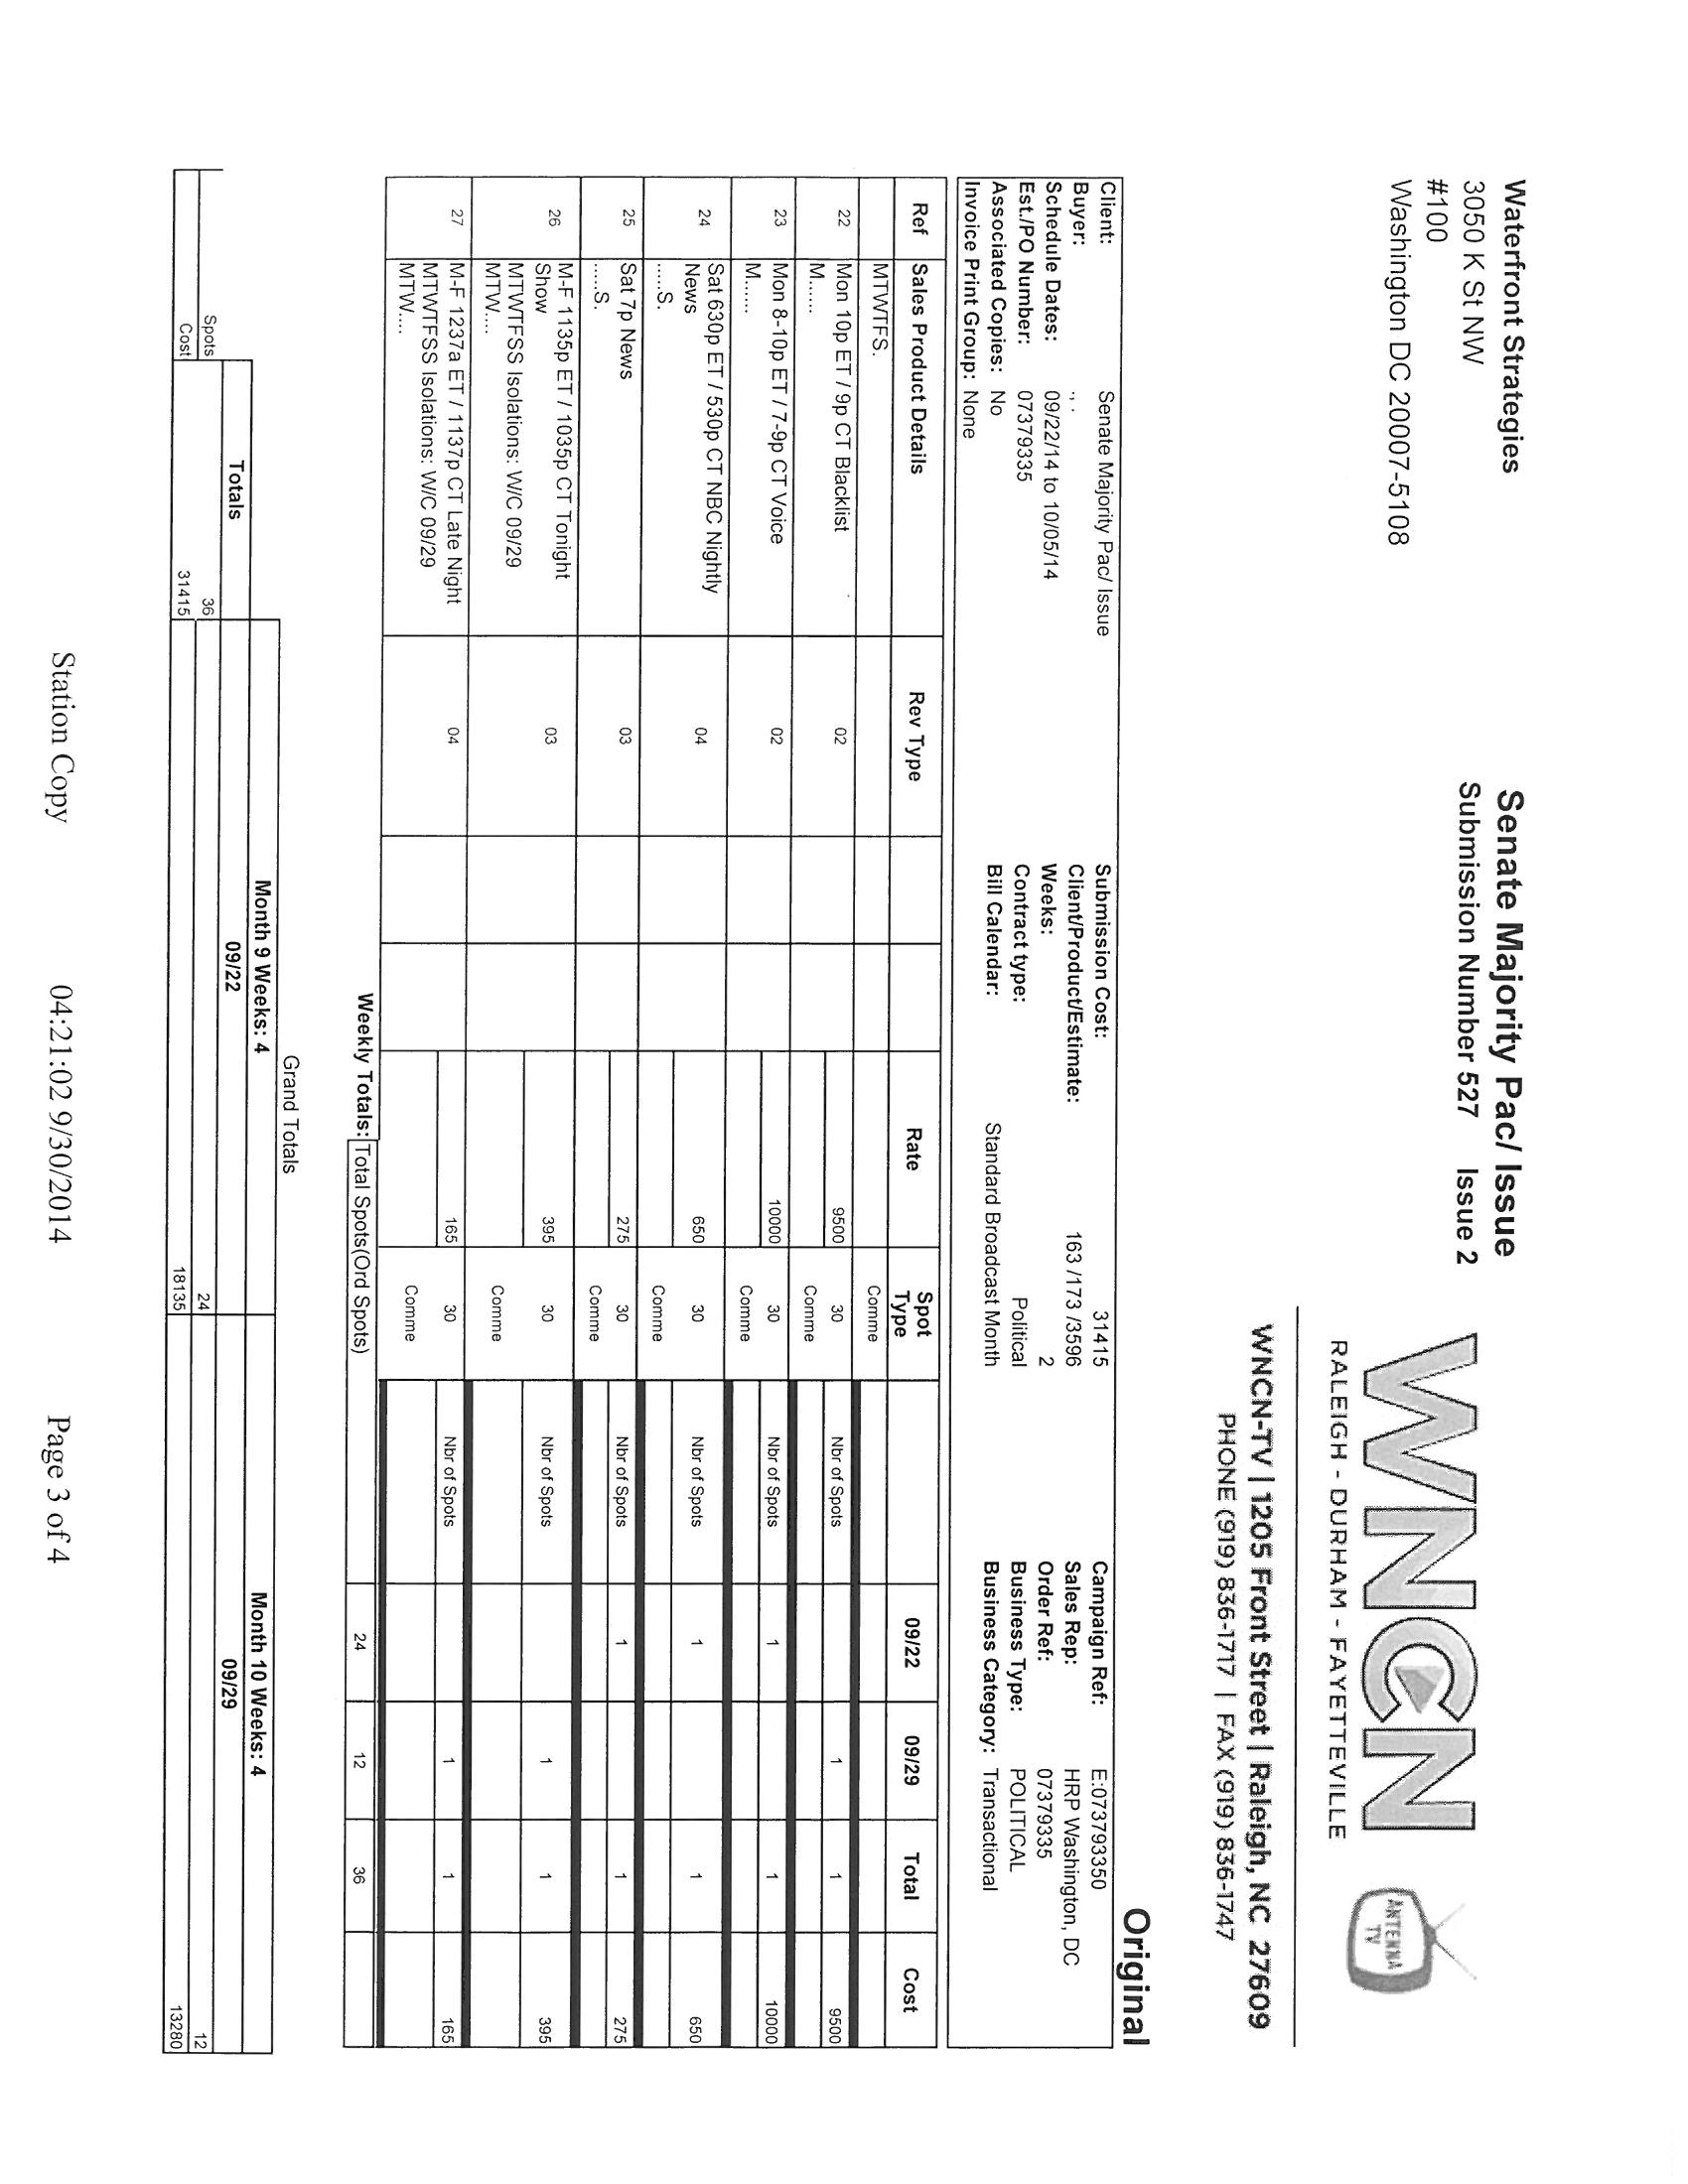 Waterfront Strategies
3050 K St NW
#100
Washington DC 20007-5108
Senate Majority Pac/ Issue
Submission Number 527 Issue 2
WNCN
RALEIGH - DURHAM - FAYETTEVILLE
ANTENNA
TV
WNCN-TV | 1205 Front Street | Raleigh, NC 27609
PHONE (919) 836-1717 | FAX (919) 836-1747
Original
Client: Senate Majority Pac/ Issue Submission Cost: 31415 Campaign Ref: E:07379335O
Buyer: , . Client/Product/Estimate: 163 /173 /3596 Sales Rep: HRP Washington, DC
Schedule Dates: 09/22/14 to 10/05/14 Weeks: 2 Order Ref: 07379335
Est./PO Number: 07379335 Contract type: Political Business Type: POLITICAL
Associated Copies: No Bill Calendar: Standard Broadcast Month Business Category: Transactional
Invoice Print Group: None
Ref Sales Product Details Rev Type Rate Spot Type 09/22 09/29 Total Cost
MTWTFS. Comme
22 Mon 10p ET / 9p CT Blacklist 02 9500 30 Nbr of Spots 1 1 9500
M...... Comme
23 Mon 8-10p ET / 7-9p CT Voice 02 10000 30 Nbr of Spots 1 1 10000
M...... Comme
24 Sat 630p ET / 530p CT NBC Nightly 04 650 30 Nbr of Spots 1 1 650
News
.....S. Comme
25 Sat 7p News 03 275 30 Nbr of Spots 1 1 275
.....S. Comme
26 M-F 1135p ET / 1035p CT Tonight 03 395 30 Nbr of Spots 1 1 395
Show
MTWTFSS Isolations: W/C 09/29 Comme
MTW....
27 M-F 1237a ET / 1137p CT Late Night 04 165 30 Nbr of Spots 1 1 165
MTWTFSS Isolations: W/C 09/29
MTW.... Comme
Weekly Totals: Total Spots(Ord Spots) 24 12 36
Grand Totals
Month 9 Weeks: 4 Month 10 Weeks: 4
Totals 09/22 09/29
Spots 36 24 12
Cost 31415 18135 13280
Station Copy 04:21:02 9/30/2014 Page 3 of 4